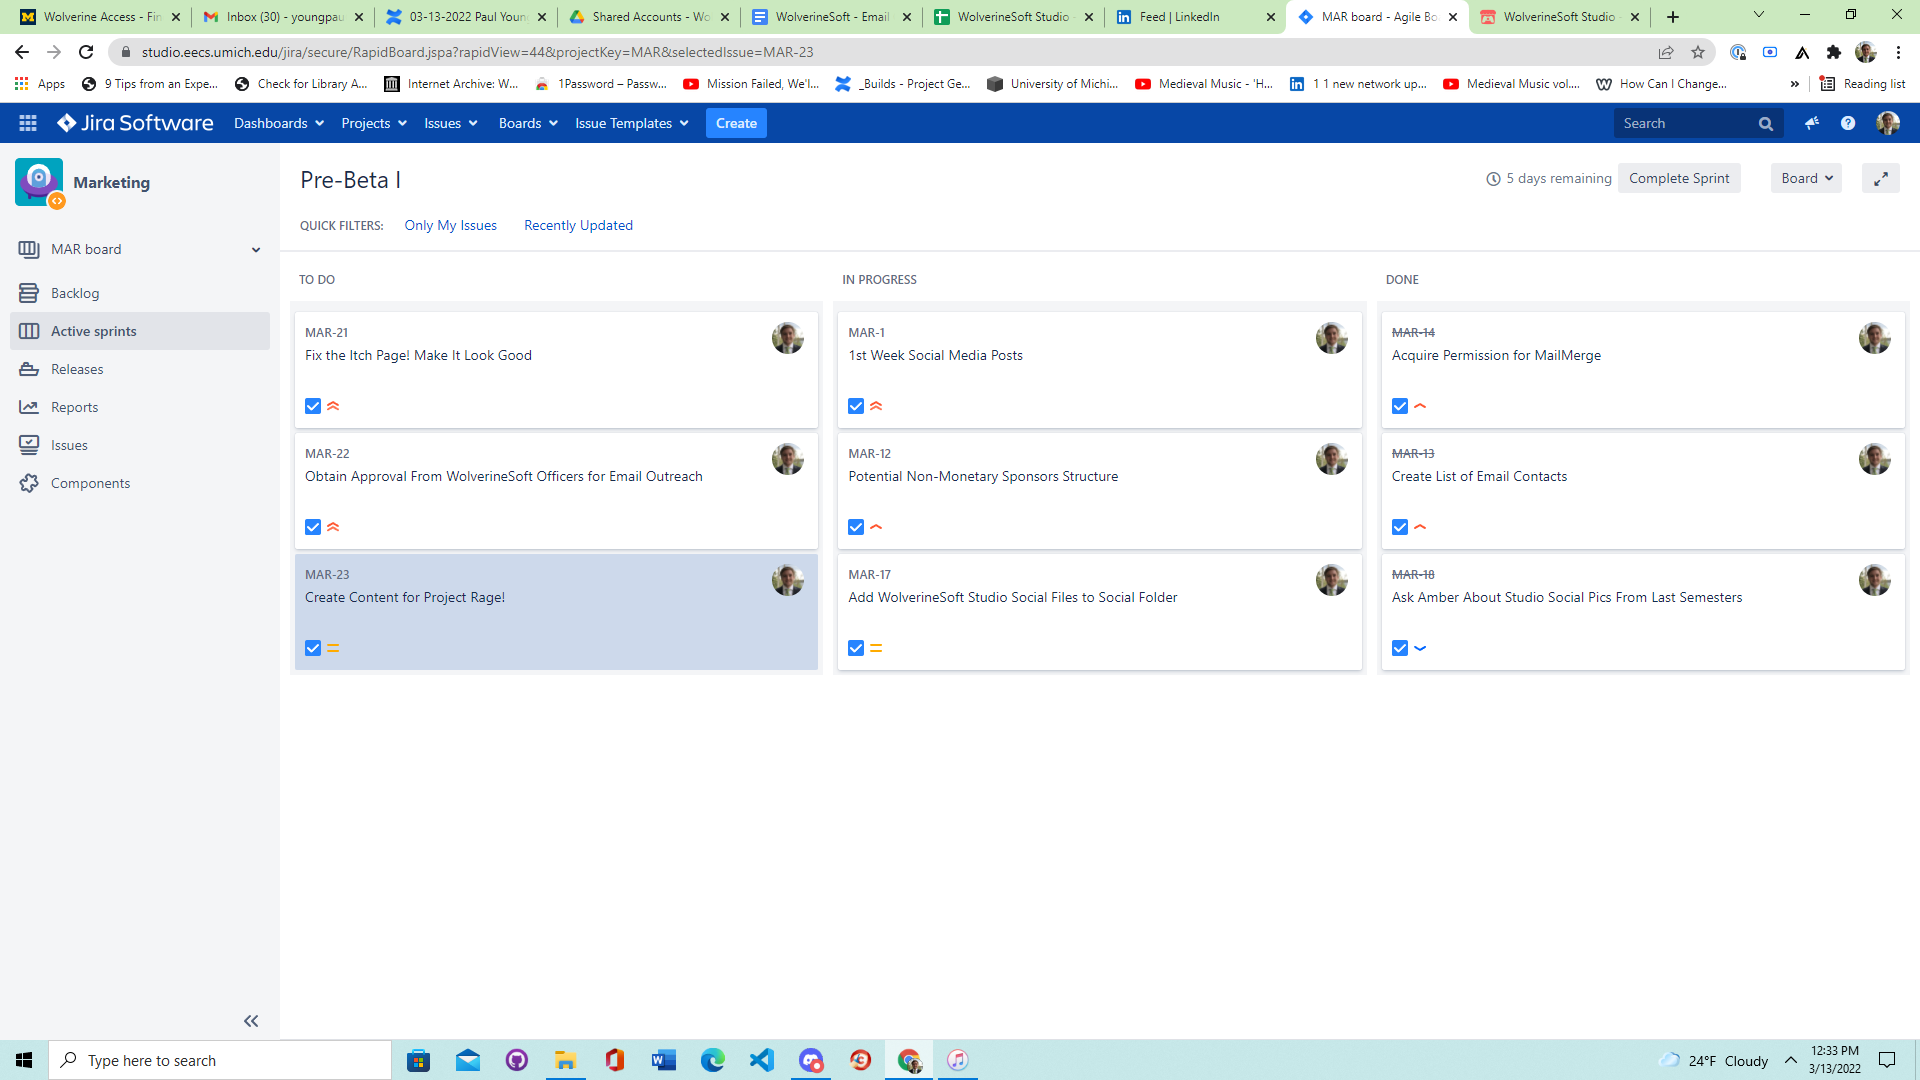 Wolverine Access - Fin
Inbox (30) - youngpau
03-13-2022 Paul Youn
Shared Accounts - Wo
WolverineSoft - Email
WolverineSoft Studio -
Feed | LinkedIn
MAR board - Agile Bo
WolverineSoft Studio -
studio.eecs.umich.edu/jira/secure/RapidBoard.jspa?rapidView=44&projectKey=MAR&selectedIssue=MAR-23
Apps
9 Tips from an Expe...
Check for Library A...
Internet Archive: W...
1Password – Passw...
Mission Failed, We'l...
_Builds - Project Ge...
University of Michi...
Medieval Music - 'H...
1 1 new network up...
Medieval Music vol....
How Can I Change...
»
Reading list
Jira Software
Dashboards
Projects
Issues
Boards
Issue Templates
Create
Search
Marketing
MAR board
Backlog
Active sprints
Releases
Reports
Issues
Components
Pre-Beta I
5 days remaining
Complete Sprint
Board
QUICK FILTERS:
Only My Issues
Recently Updated
TO DO
MAR-21
Fix the Itch Page! Make It Look Good
MAR-22
Obtain Approval From WolverineSoft Officers for Email Outreach
MAR-23
Create Content for Project Rage!
IN PROGRESS
MAR-1
1st Week Social Media Posts
MAR-12
Potential Non-Monetary Sponsors Structure
MAR-17
Add WolverineSoft Studio Social Files to Social Folder
DONE
MAR-14
Acquire Permission for MailMerge
MAR-13
Create List of Email Contacts
MAR-18
Ask Amber About Studio Social Pics From Last Semesters
Type here to search
24°F Cloudy
12:33 PM
3/13/2022